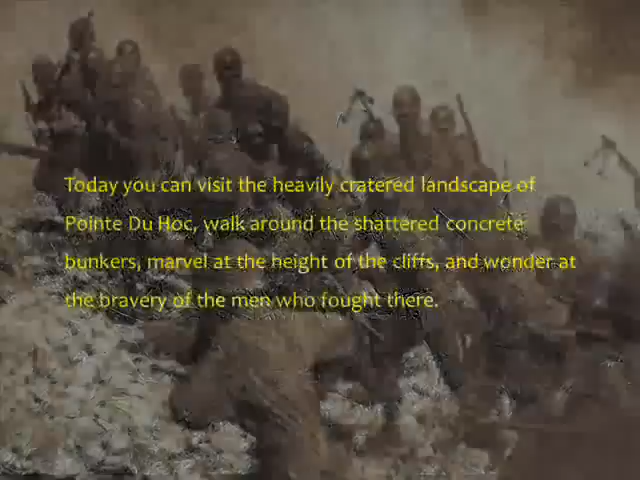 Today you can visit the heavily cratered landscape of
Pointe Du Hoc, walk around the shattered concrete
bunkers, marvel at the height of the cliffs, and wonder at
the bravery of the men who fought there.